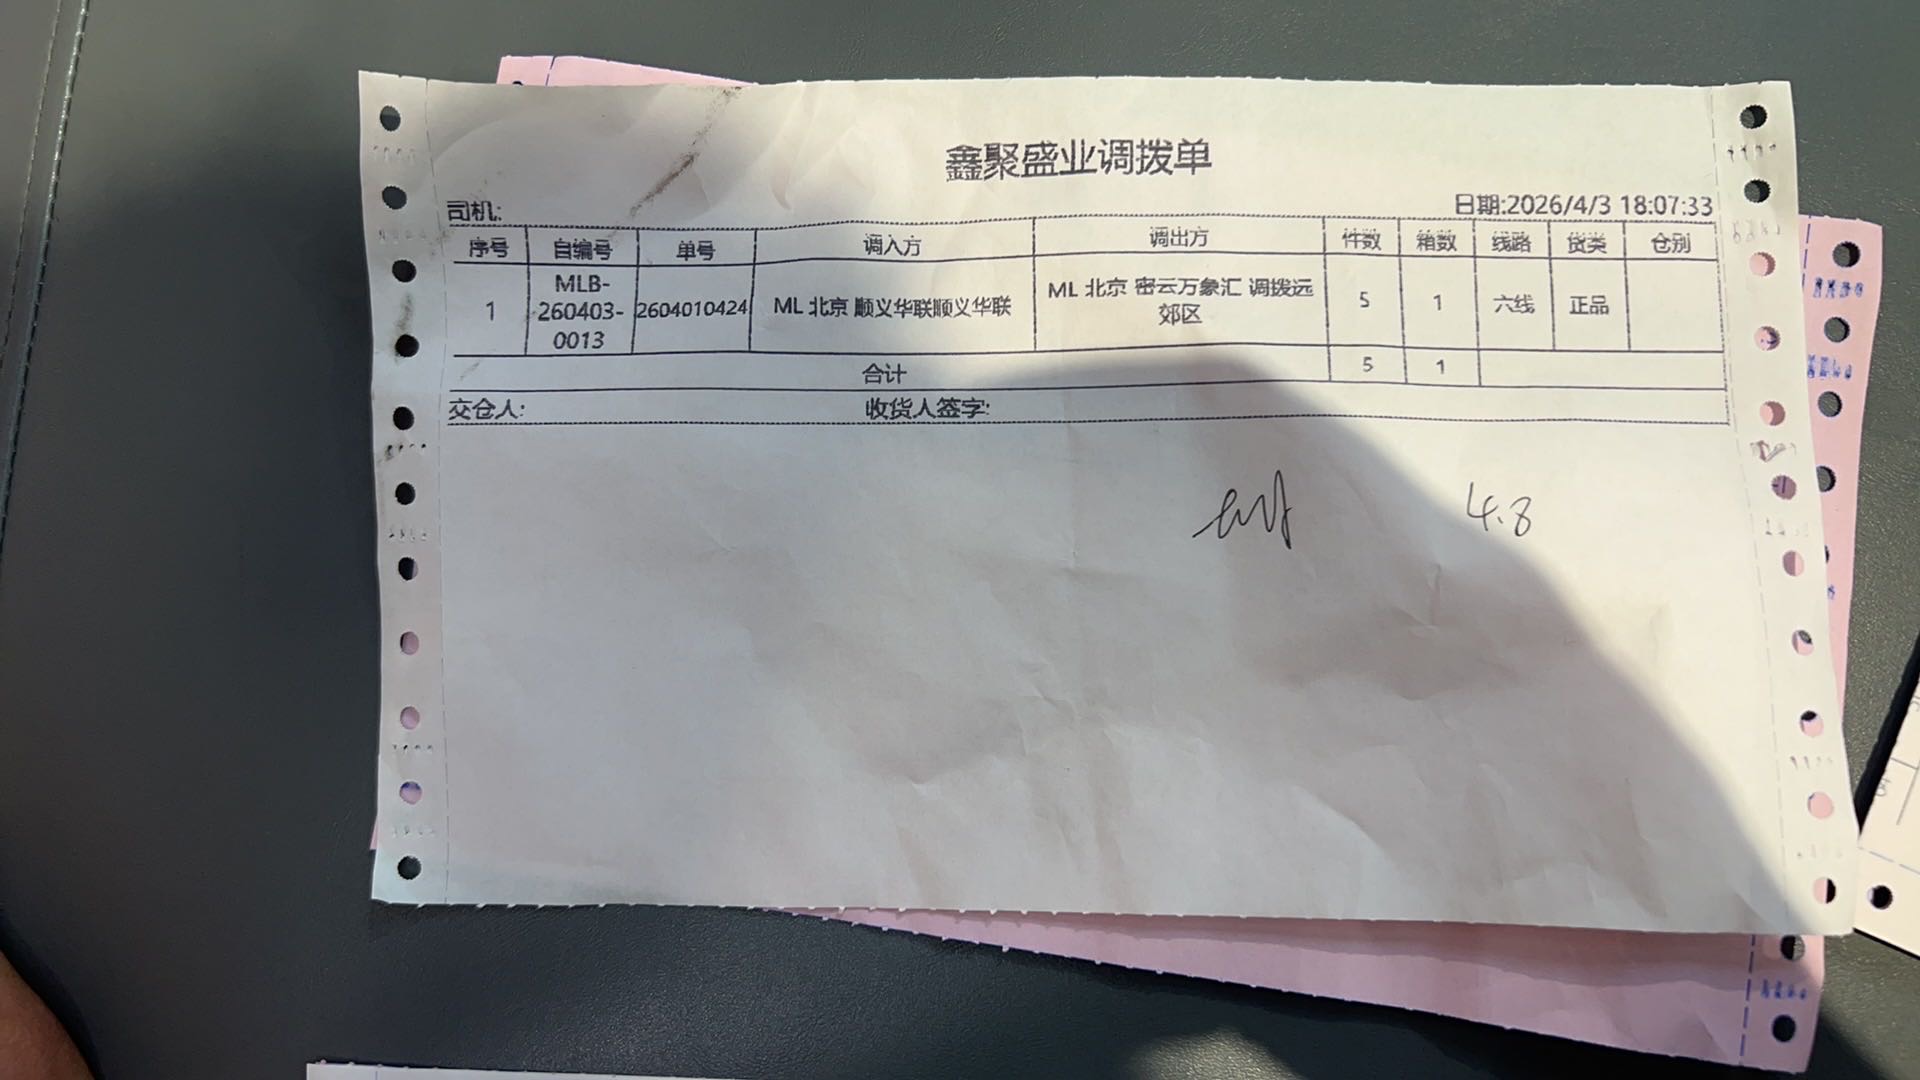 鑫聚盛业调拨单
司机:
日期:2026/4/3 18:07:33
序号 自编号 单号 调入方 调出方 件数 箱数 线路 货类 仓别
1 MLB-260403-0013 2604010424 ML 北京 顺义华联顺义华联 ML 北京 密云万象汇 调拨远郊区 5 1 六线 正品
合计 5 1
交仓人: 收货人签字:
4.8